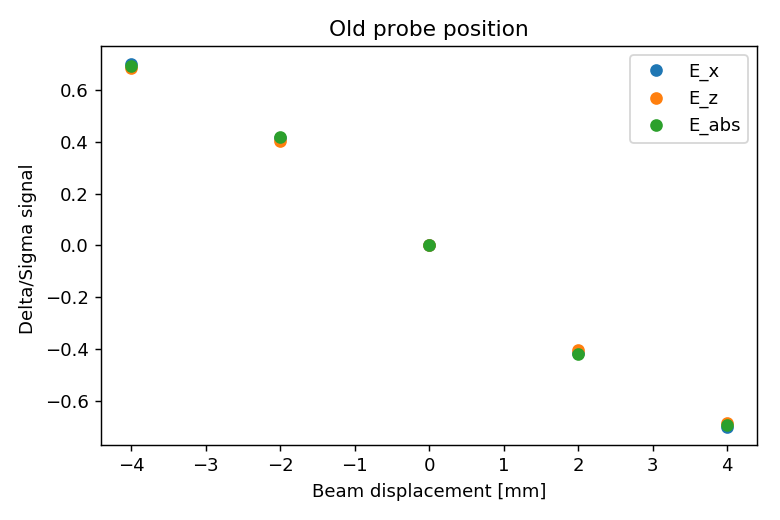 Old probe position
E_x
E_z
E_abs
0.6
0.4
0.2
0.0
−0.2
−0.4
−0.6
Delta/Sigma signal
−4 −3 −2 −1 0 1 2 3 4
Beam displacement [mm]